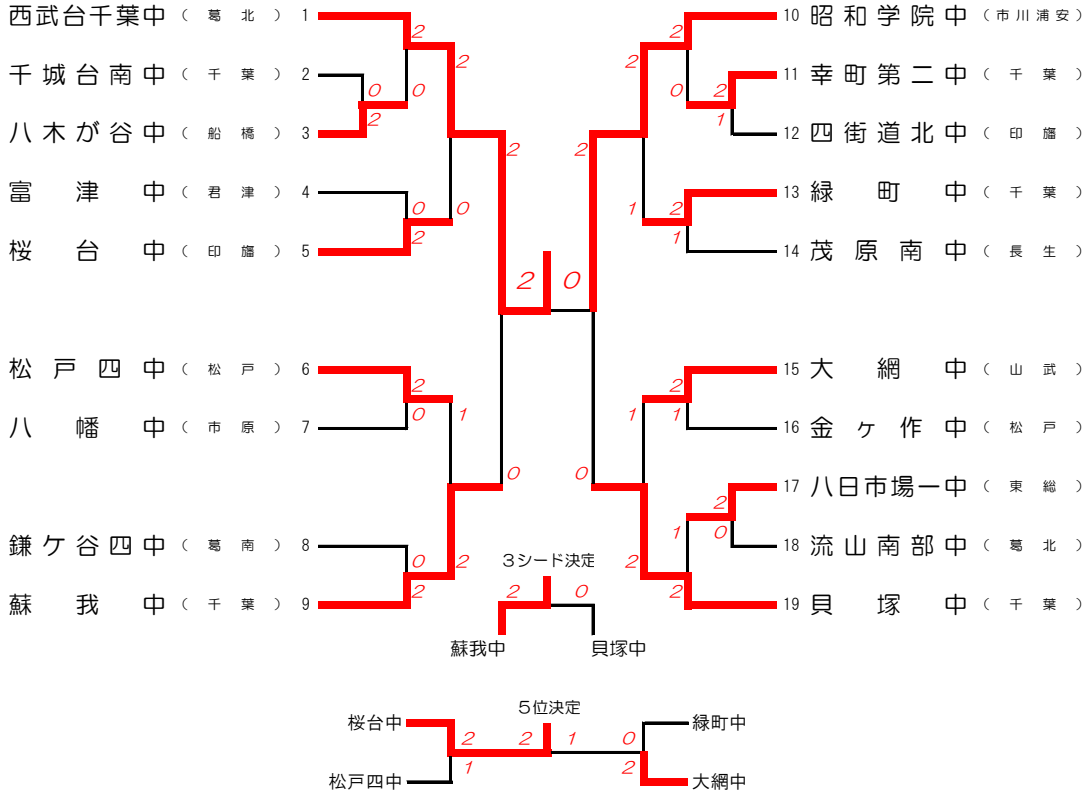 西武台千葉中 （ 葛 北 ） 1
千城台南中 （ 千 葉 ） 2
八木が谷中 （ 船 橋 ） 3
富津中 （ 君 津 ） 4
桜台中 （ 印 旛 ） 5
松戸四中 （ 松 戸 ） 6
八幡中 （ 市 原 ） 7
鎌ケ谷四中 （ 葛 南 ） 8
蘇我中 （ 千 葉 ） 9
2
2
0
0
2
2
0
0
2
2
0
1
0
0
2
2
2
0
10 昭和学院中 （市川浦安）
11 幸町第二中 （ 千 葉 ）
12 四街道北中 （ 印 旛 ）
13 緑町中 （ 千 葉 ）
14 茂原南中 （ 長 生 ）
15 大網中 （ 山 武 ）
16 金ヶ作中 （ 松 戸 ）
17 八日市場一中 （ 東 総 ）
18 流山南部中 （ 葛 北 ）
19 貝塚中 （ 千 葉 ）
2
2
0
2
1
2
1
2
1
2
1
1
0
2
1
0
2
2
3シード決定
2 0
蘇我中 貝塚中
5位決定
桜台中 2 2 1 0 緑町中
松戸四中 1 2 大網中